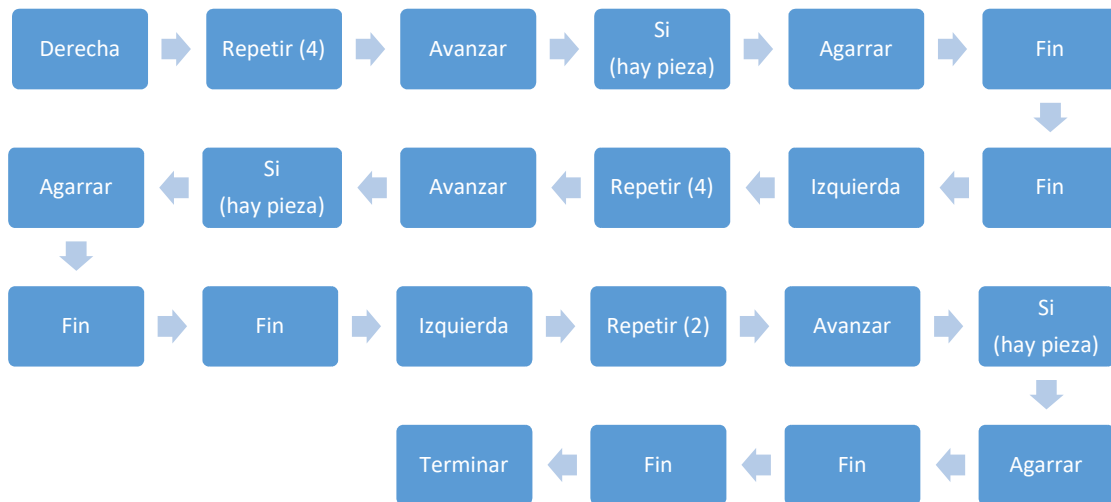 Derecha
Repetir (4)
Avanzar
Si
(hay pieza)
Agarrar
Fin
Fin
Izquierda
Repetir (4)
Avanzar
Si
(hay pieza)
Agarrar
Fin
Fin
Izquierda
Repetir (2)
Avanzar
Si
(hay pieza)
Agarrar
Fin
Fin
Terminar